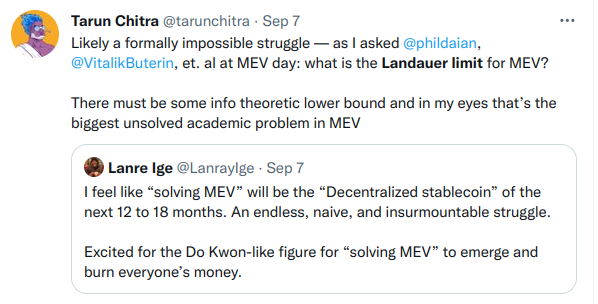 Tarun Chitra @tarunchitra · Sep 7
Likely a formally impossible struggle — as I asked @phildaian,
@VitalikButerin, et. al at MEV day: what is the Landauer limit for MEV?
There must be some info theoretic lower bound and in my eyes that's the
biggest unsolved academic problem in MEV
Lanre Ige @LanrayIge · Sep 7
I feel like “solving MEV” will be the “Decentralized stablecoin” of the
next 12 to 18 months. An endless, naive, and insurmountable struggle.
Excited for the Do Kwon-like figure for “solving MEV” to emerge and
burn everyone's money.